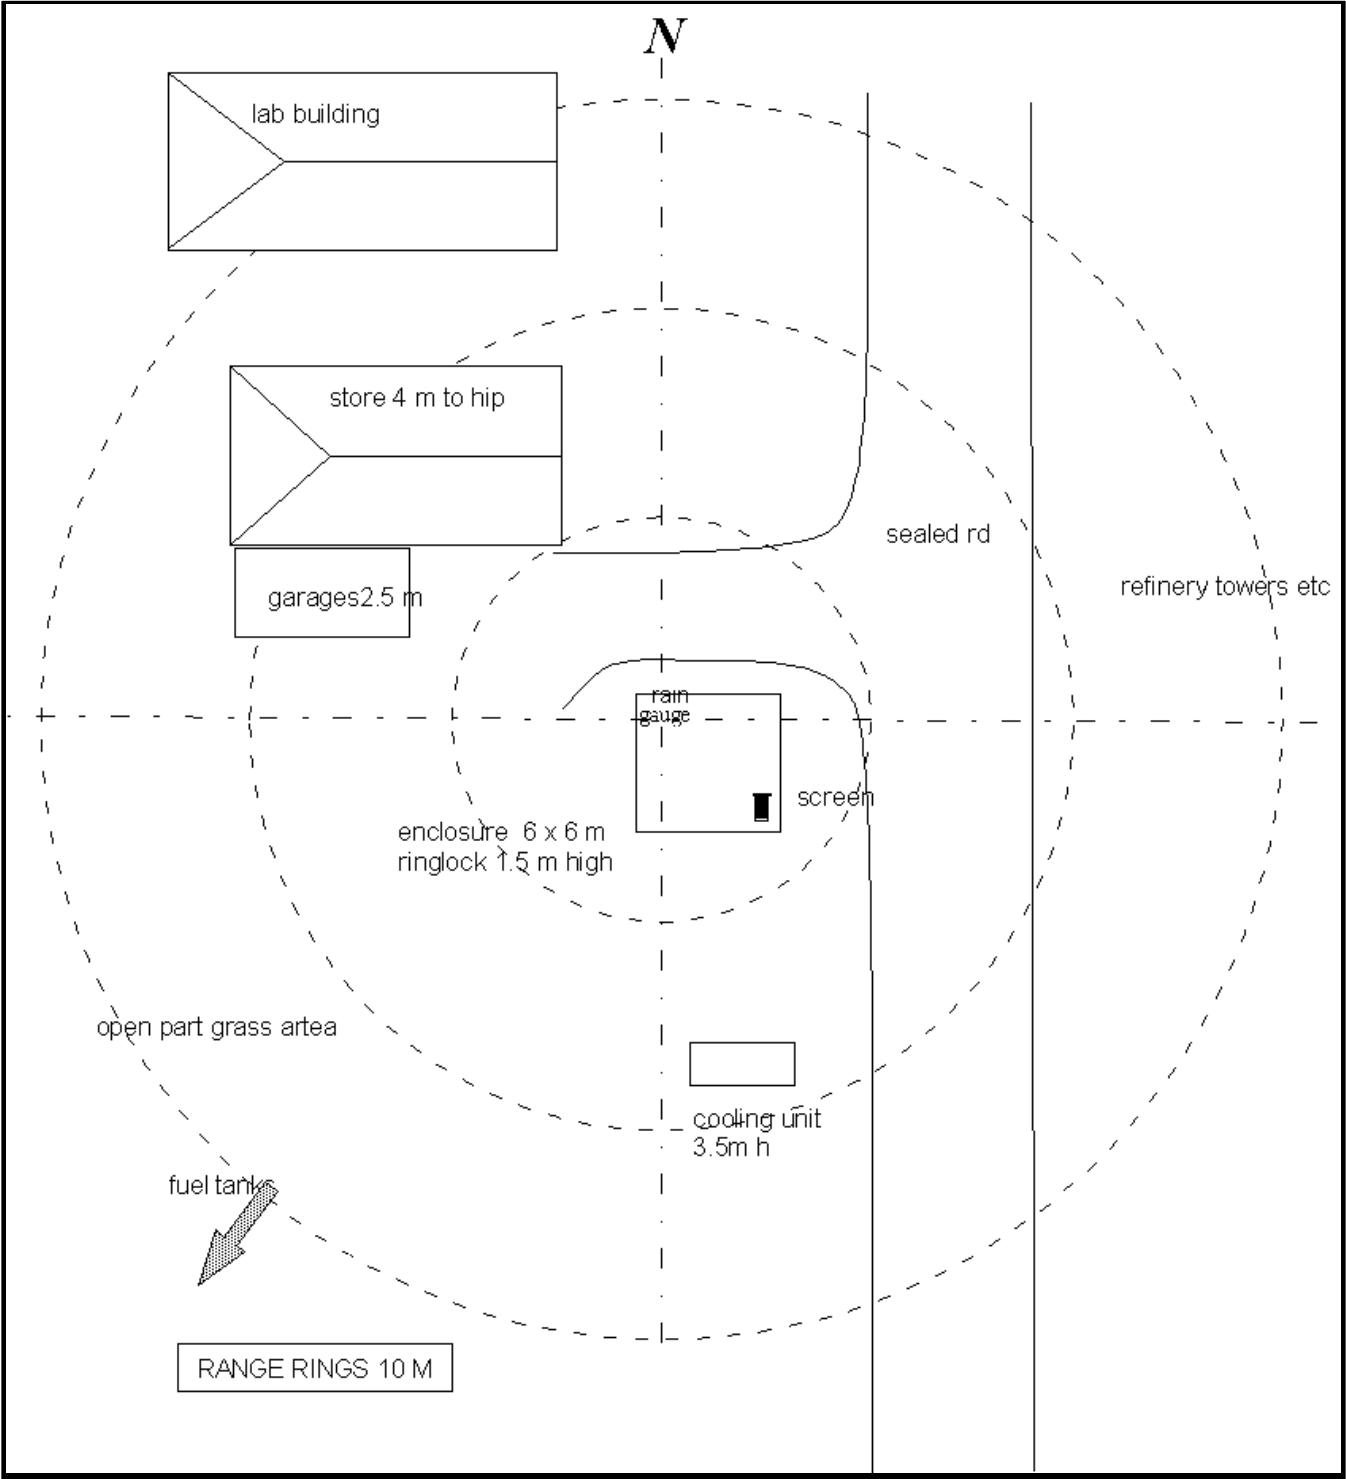 N
lab building
store 4 m to hip
sealed rd
refinery towers etc
garages2.5 m
rain
gauge
screen
enclosure 6 x 6 m
ringlock 1.5 m high
open part grass artea
cooling unit
3.5m h
fuel tanks
RANGE RINGS 10 M